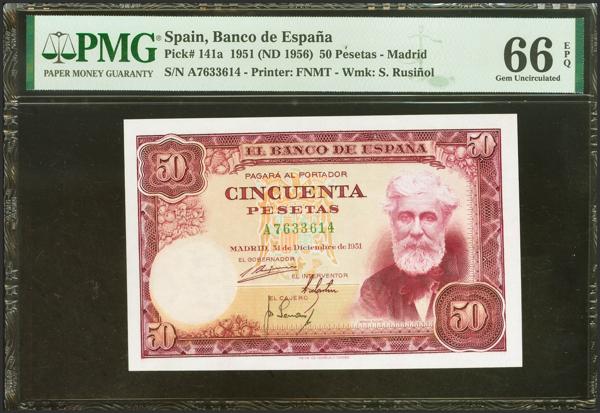 PMG
PAPER MONEY GUARANTY
Spain, Banco de España
Pick# 141a 1951 (ND 1956) 50 Pesetas - Madrid
S/N A7633614 - Printer: FNMT - Wmk: S. Rusiñol
66 EPQ
Gem Uncirculated
50
50
EL BANCO DE ESPAÑA
PAGARÁ AL PORTADOR
CINCUENTA
PESETAS
A7633614
MADRID, 31 de Diciembre de 1951
EL GOBERNADOR
EL INTERVENTOR
EL CAJERO
50
50